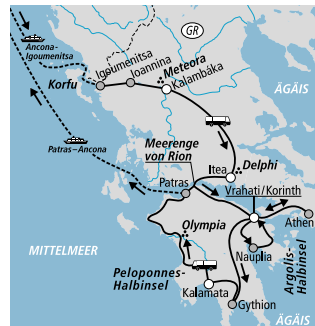 GR
Ancona-
Igoumenitsa
Igoumenitsa
Ioannina
Meteora
Kalambáka
Korfu
ÄGÄIS
Meerenge
von Rion
Delphi
Itea
Patras–Ancona
Patras
Vrahati/Korinth
Olympia
Athen
MITTELMEER
Nauplia
Argolis-
Halbinsel
Peloponnes-
Halbinsel
Kalamata
Gythion
ÄGÄIS